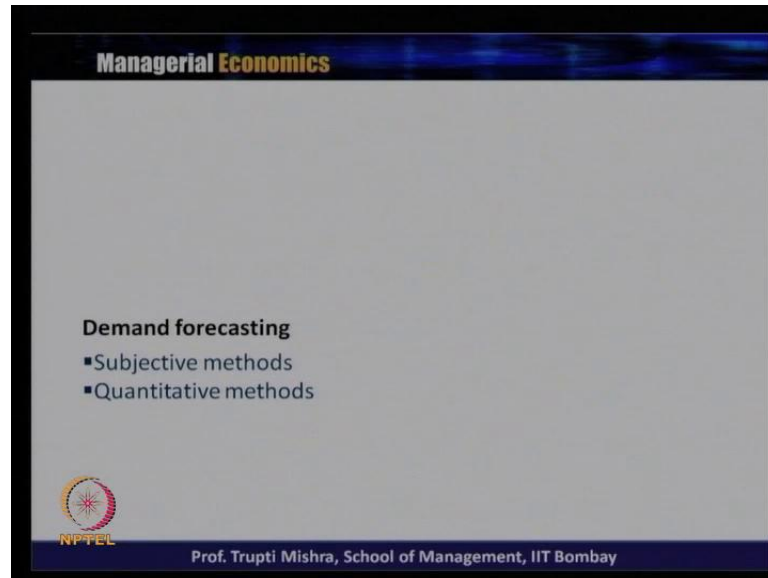 Managerial Economics
Demand forecasting
▪Subjective methods
▪Quantitative methods
NPTEL
Prof. Trupti Mishra, School of Management, IIT Bombay